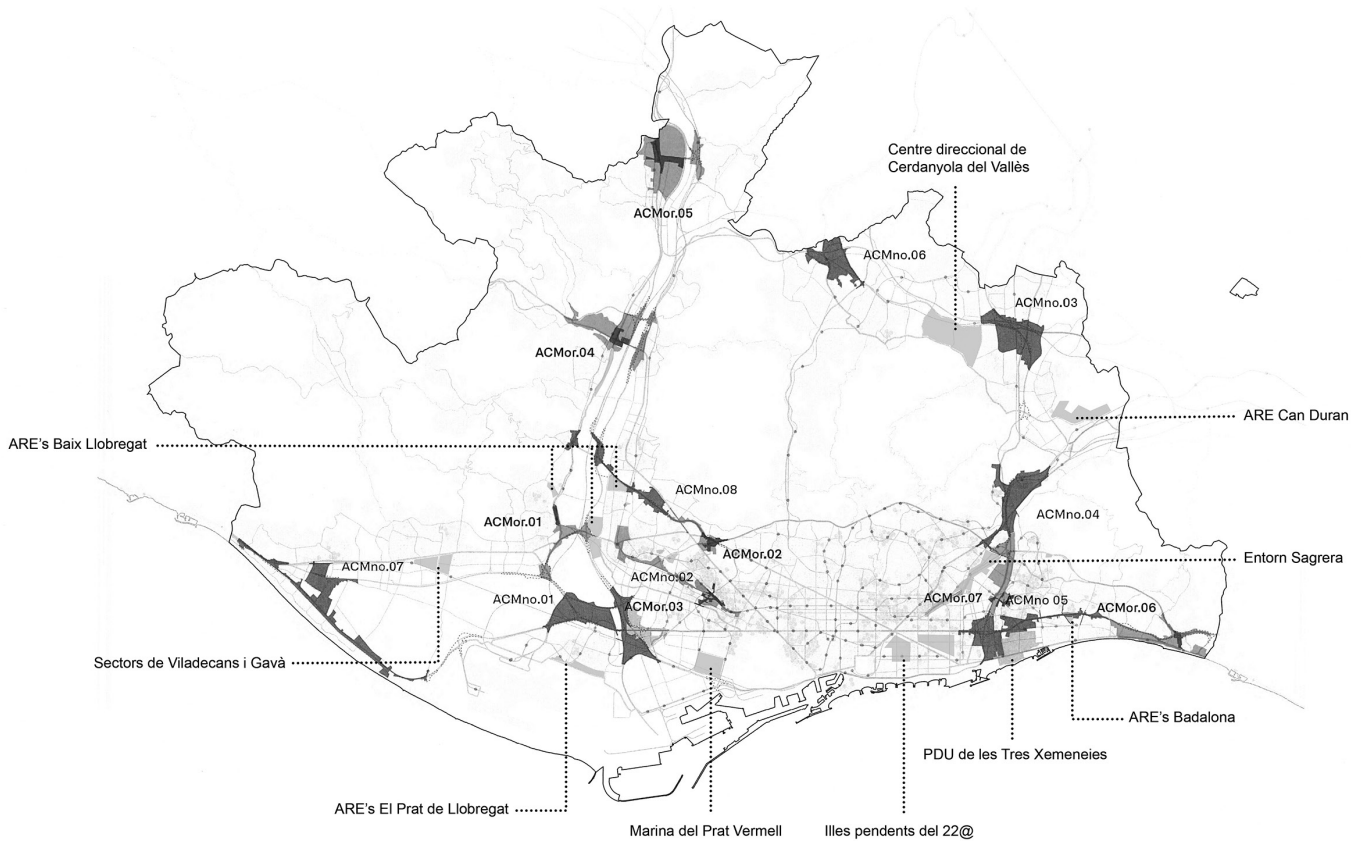 Centre direccional de
Cerdanyola del Vallès
ACMor.05
ACMno.06
ACMno.03
ACMor.04
ARE Can Duran
ARE's Baix Llobregat
ACMno.08
ACMno.04
ACMor.01
ACMor.02
Entorn Sagrera
ACMno.07
ACMno.02
ACMno.01
ACMor.03
ACMor.07
ACMno 05
ACMor.06
Sectors de Viladecans i Gavà
ARE's Badalona
PDU de les Tres Xemeneies
ARE's El Prat de Llobregat
Marina del Prat Vermell
Illes pendents del 22@